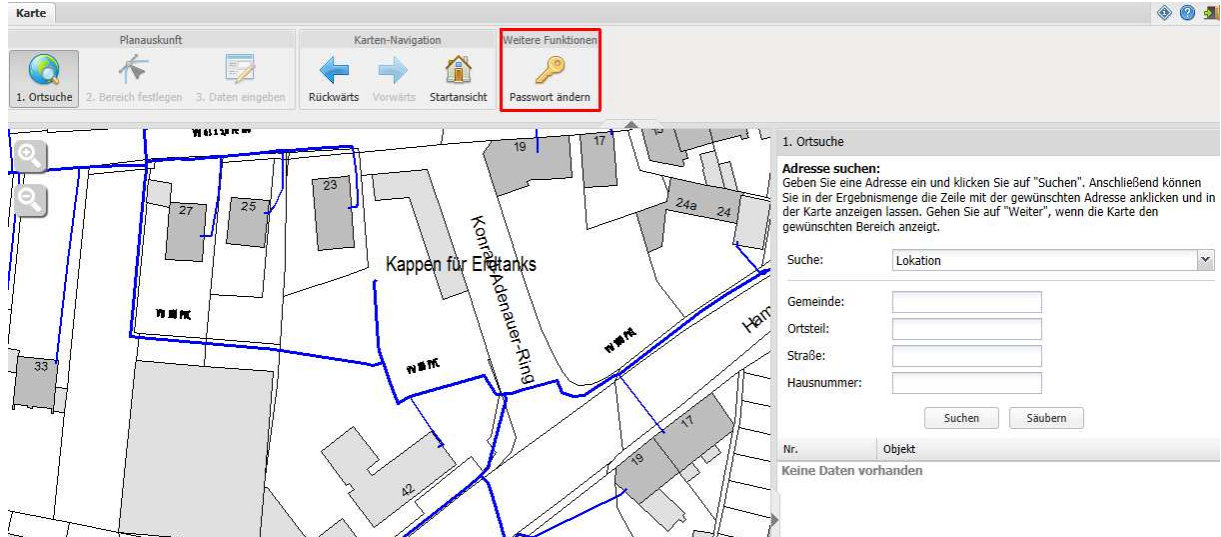 Karte
Planauskunft
Karten-Navigation
Weitere Funktionen
1. Ortsuche
2. Bereich festlegen
3. Daten eingeben
Rückwärts
Vorwärts
Startansicht
Passwort ändern
19
17
23
27
25
24a
24
Kappen für Erdtanks
Konrad-Adenauer-Ring
Ham
33
42
17
19
1. Ortsuche
Adresse suchen:
Geben Sie eine Adresse ein und klicken Sie auf "Suchen". Anschließend können
Sie in der Ergebnismenge die Zeile mit der gewünschten Adresse anklicken und in
der Karte anzeigen lassen. Gehen Sie auf "Weiter", wenn die Karte den
gewünschten Bereich anzeigt.
Suche:
Lokation
Gemeinde:
Ortsteil:
Straße:
Hausnummer:
Suchen
Säubern
Nr.
Objekt
Keine Daten vorhanden